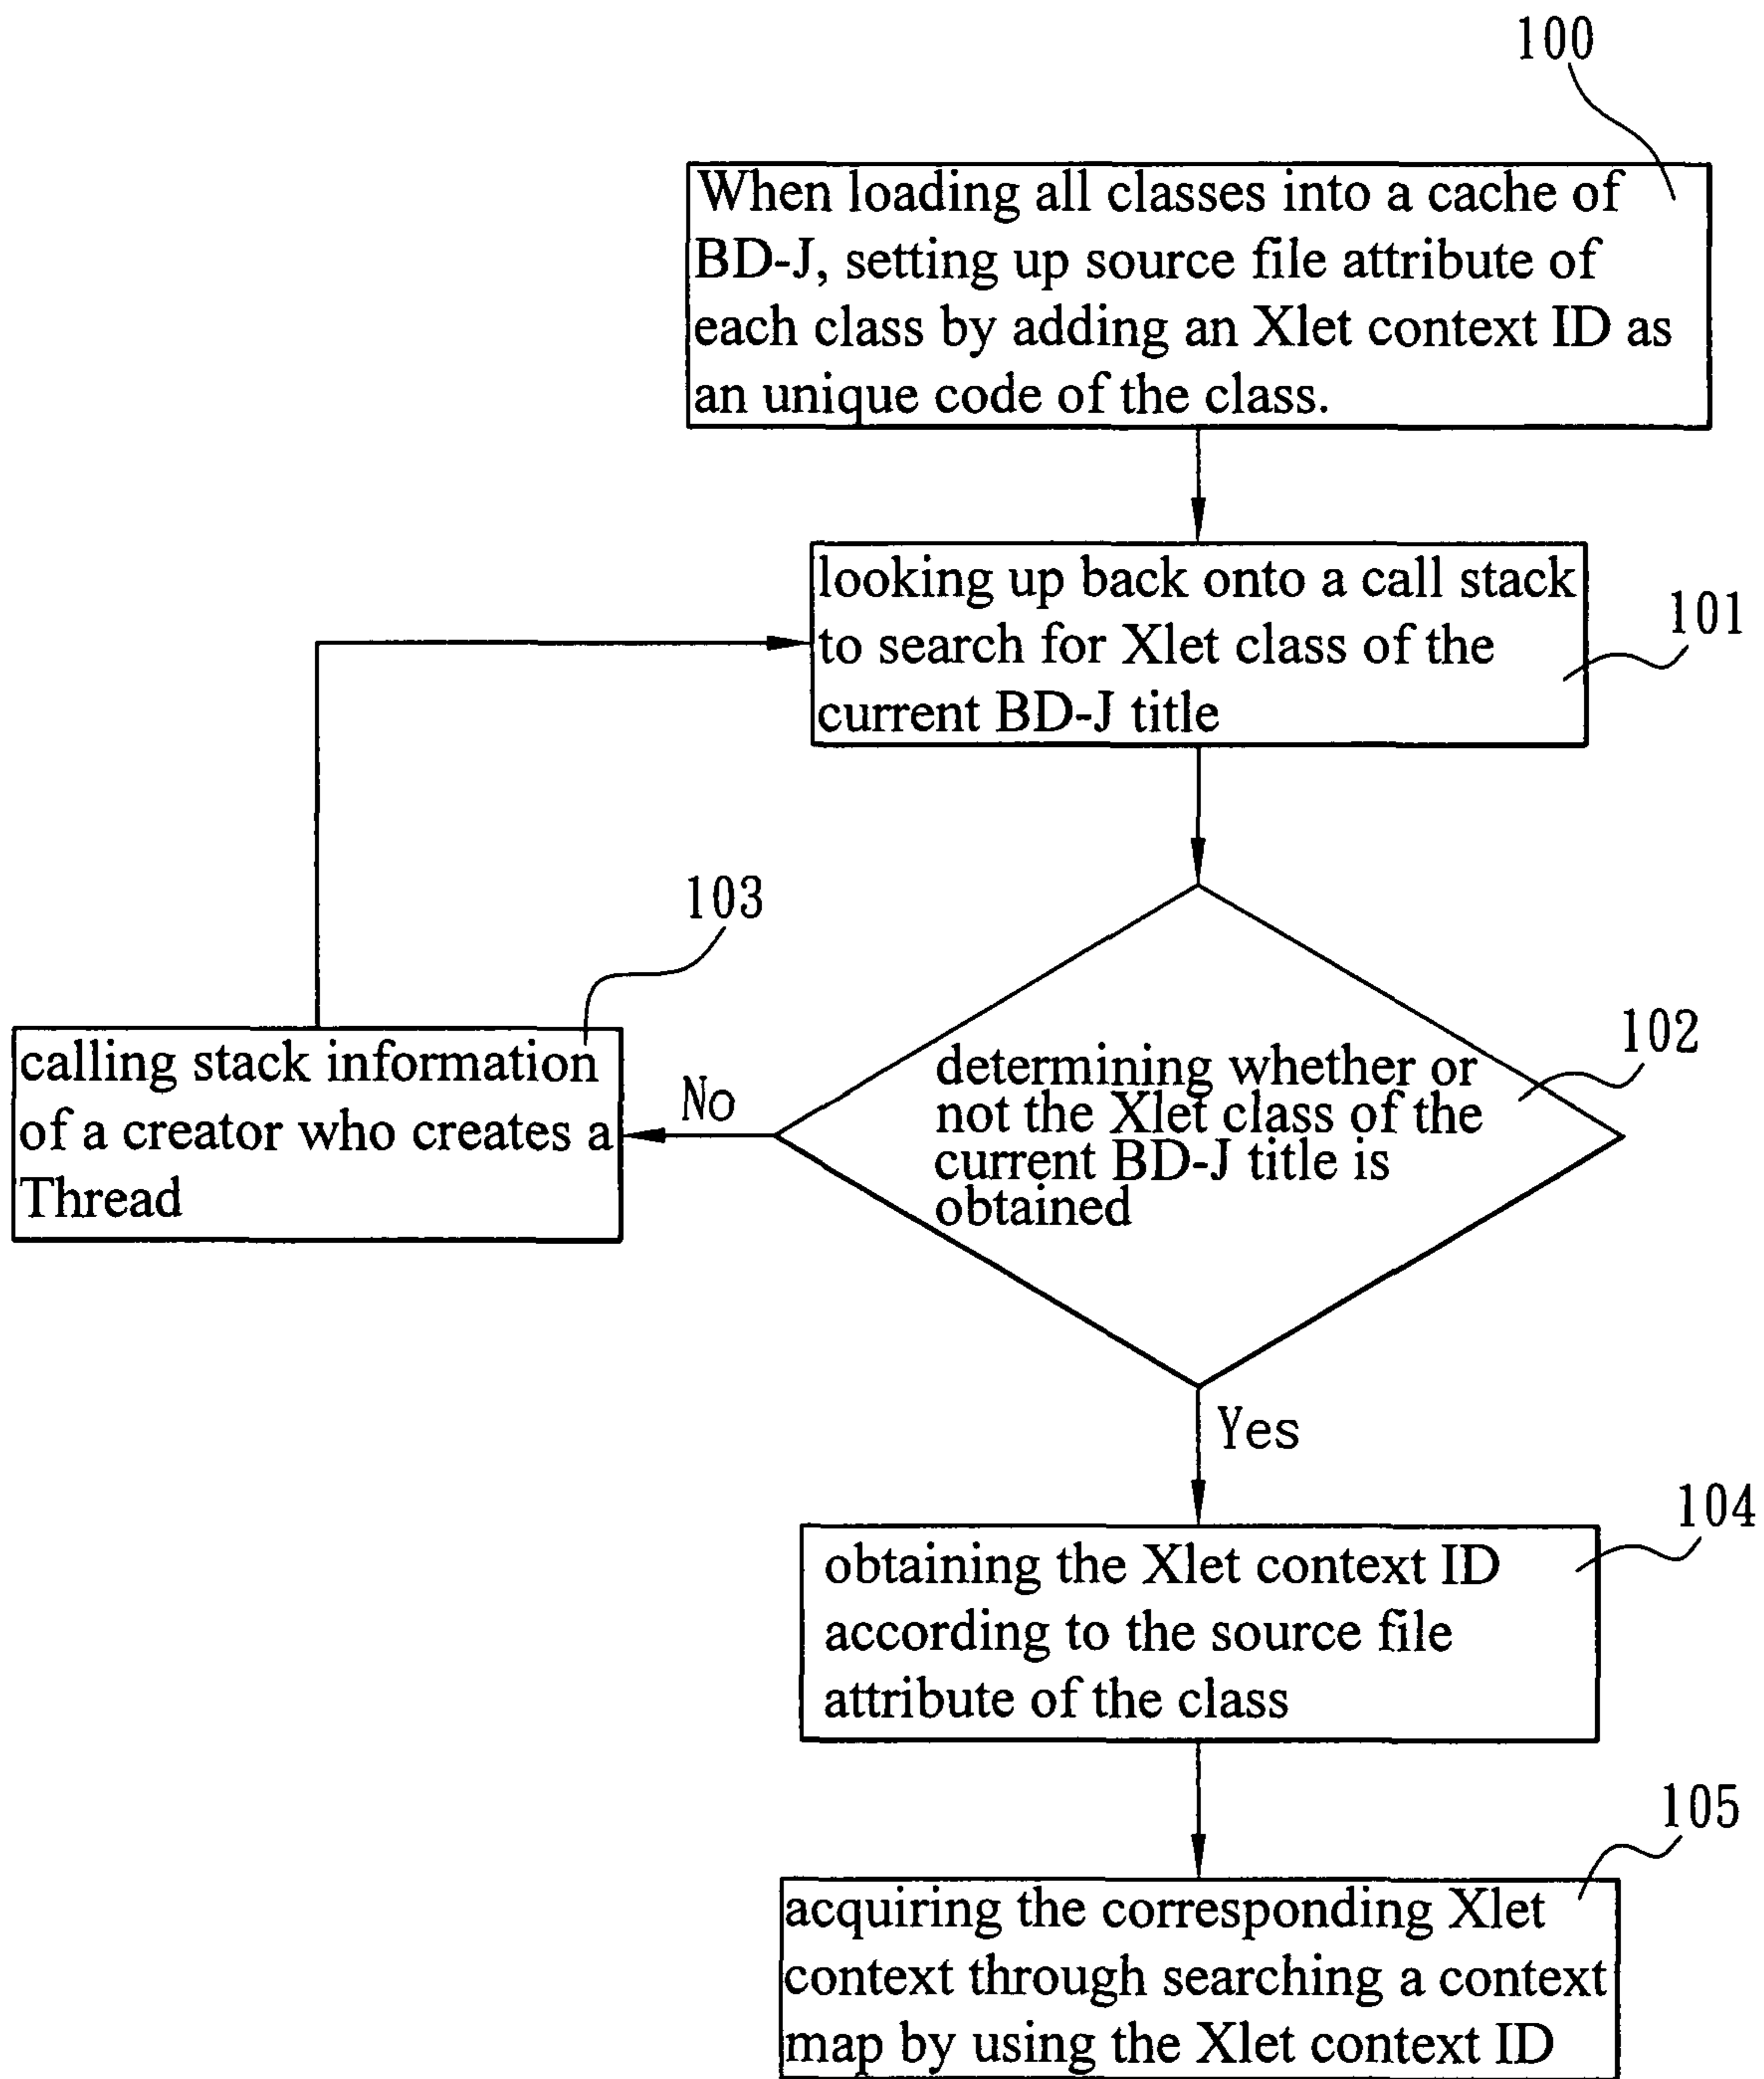 100
When loading all classes into a cache of
BD-J, setting up source file attribute of
each class by adding an Xlet context ID as
an unique code of the class.
looking up back onto a call stack
to search for Xlet class of the
current BD-J title
101
103
calling stack information
of a creator who creates a
Thread
No
determining whether or
not the Xlet class of the
current BD-J title is
obtained
102
Yes
104
obtaining the Xlet context ID
according to the source file
attribute of the class
105
acquiring the corresponding Xlet
context through searching a context
map by using the Xlet context ID